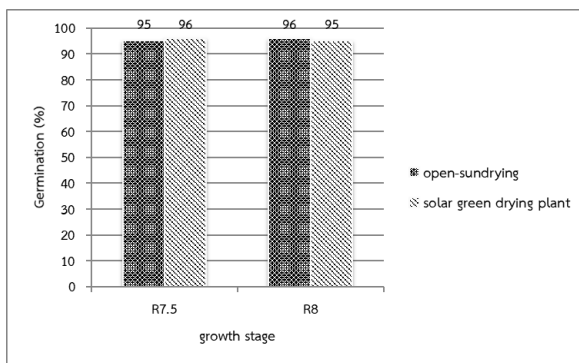 95 96 96 95
100
90
80
70
60
50
40
30
20
10
0
Germination (%)
R7.5 R8
growth stage
open-sundrying
solar green drying plant